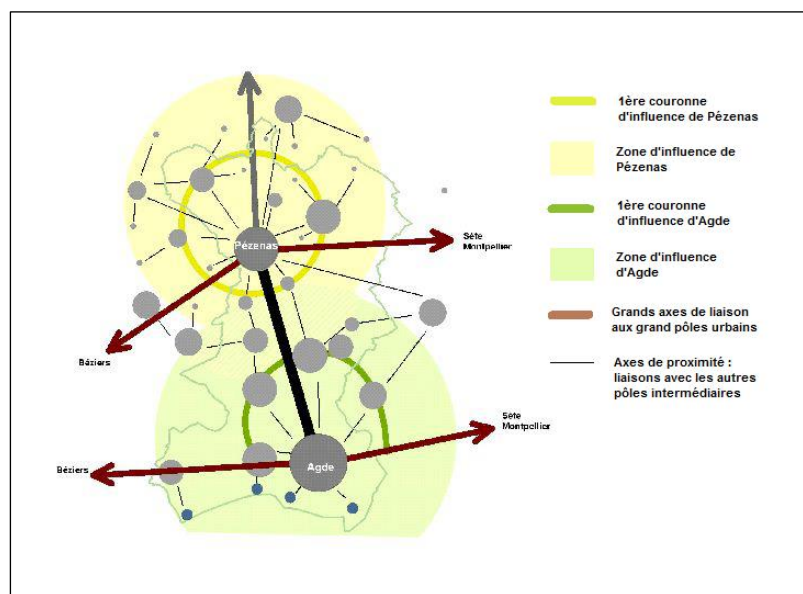 1ère couronne
d'influence de Pézenas
Zone d'influence de
Pézenas
1ère couronne
d'influence d'Agde
Zone d'influence
d'Agde
Grands axes de liaison
aux grand pôles urbains
Axes de proximité :
liaisons avec les autres
pôles intermédiaires
Pézenas
Sète
Montpellier
Béziers
Sète
Montpellier
Béziers
Agde